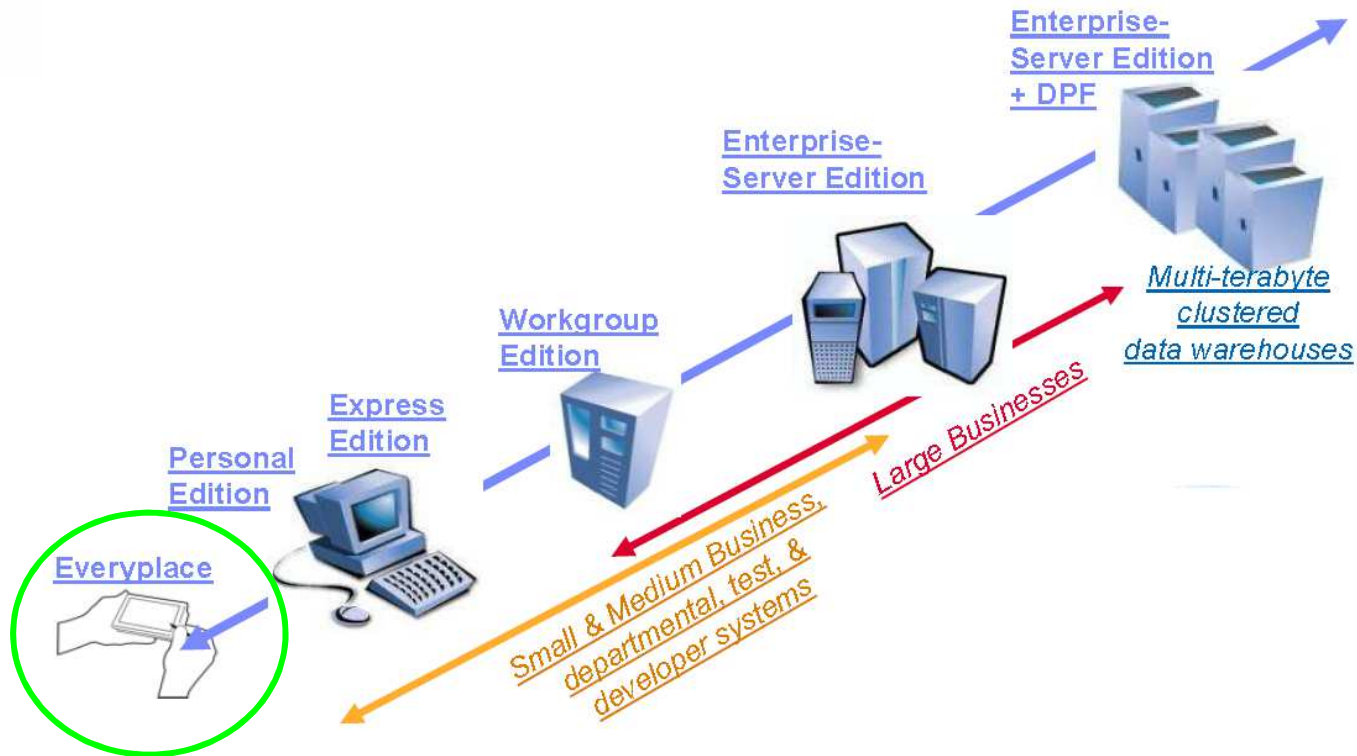 Enterprise-
Server Edition
+ DPF
Enterprise-
Server Edition
Multi-terabyte
clustered
data warehouses
Workgroup
Edition
Large Businesses
Express
Edition
Personal
Edition
Small & Medium Business,
departmental, test, &
developer systems
Everyplace